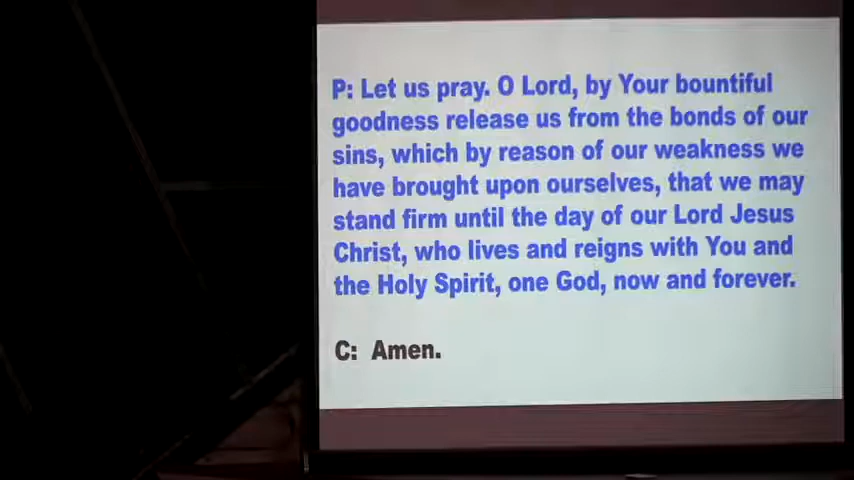 P: Let us pray. O Lord, by Your bountiful
goodness release us from the bonds of our
sins, which by reason of our weakness we
have brought upon ourselves, that we may
stand firm until the day of our Lord Jesus
Christ, who lives and reigns with You and
the Holy Spirit, one God, now and forever.
C: Amen.